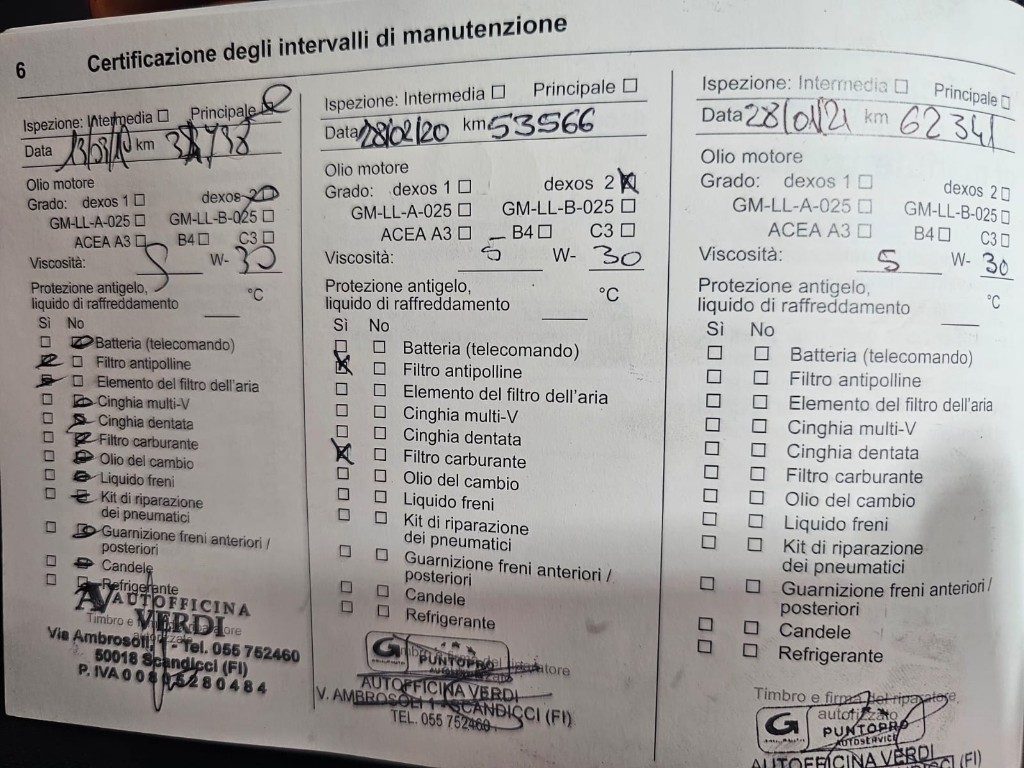 6
Certificazione degli intervalli di manutenzione
Ispezione: Intermedia Principale
Data km
Olio motore
Grado: dexos 1 dexos 2
GM-LL-A-025 GM-LL-B-025
ACEA A3 B4 C3
Viscosità: 5 W- 30
Protezione antigelo,
liquido di raffreddamento °C
Sì No
Batteria (telecomando)
Filtro antipolline
Elemento del filtro dell'aria
Cinghia multi-V
Cinghia dentata
Filtro carburante
Olio del cambio
Liquido freni
Kit di riparazione
dei pneumatici
Guarnizione freni anteriori /
posteriori
Candele
Refrigerante
Timbro e
AUTOFFICINA
VERDI
Via Ambrosoli, - Tel. 055 752460
50018 Scandicci (FI)
P. IVA
Ispezione: Intermedia Principale
Data 28/02/20 km 53566
Olio motore
Grado: dexos 1 dexos 2
GM-LL-A-025 GM-LL-B-025
ACEA A3 B4 C3
Viscosità: 5 W- 30
Protezione antigelo,
liquido di raffreddamento °C
Sì No
Batteria (telecomando)
Filtro antipolline
Elemento del filtro dell'aria
Cinghia multi-V
Cinghia dentata
Filtro carburante
Olio del cambio
Liquido freni
Kit di riparazione
dei pneumatici
Guarnizione freni anteriori /
posteriori
Candele
Refrigerante
G PUNTOPRO
AUTOFFICINA VERDI
V. AMBROSOLI SCANDICCI (FI)
TEL. 055 752460
Ispezione: Intermedia Principale
Data 28/01/21 km 62341
Olio motore
Grado: dexos 1 dexos 2
GM-LL-A-025 GM-LL-B-025
ACEA A3 B4 C3
Viscosità: 5 W- 30
Protezione antigelo,
liquido di raffreddamento °C
Sì No
Batteria (telecomando)
Filtro antipolline
Elemento del filtro dell'aria
Cinghia multi-V
Cinghia dentata
Filtro carburante
Olio del cambio
Liquido freni
Kit di riparazione
dei pneumatici
Guarnizione freni anteriori /
posteriori
Candele
Refrigerante
Timbro e firma del riparatore
autorizzato
G PUNTOPRO
AUTOSERVICE
AUTOFFICINA VERDI
(FI)